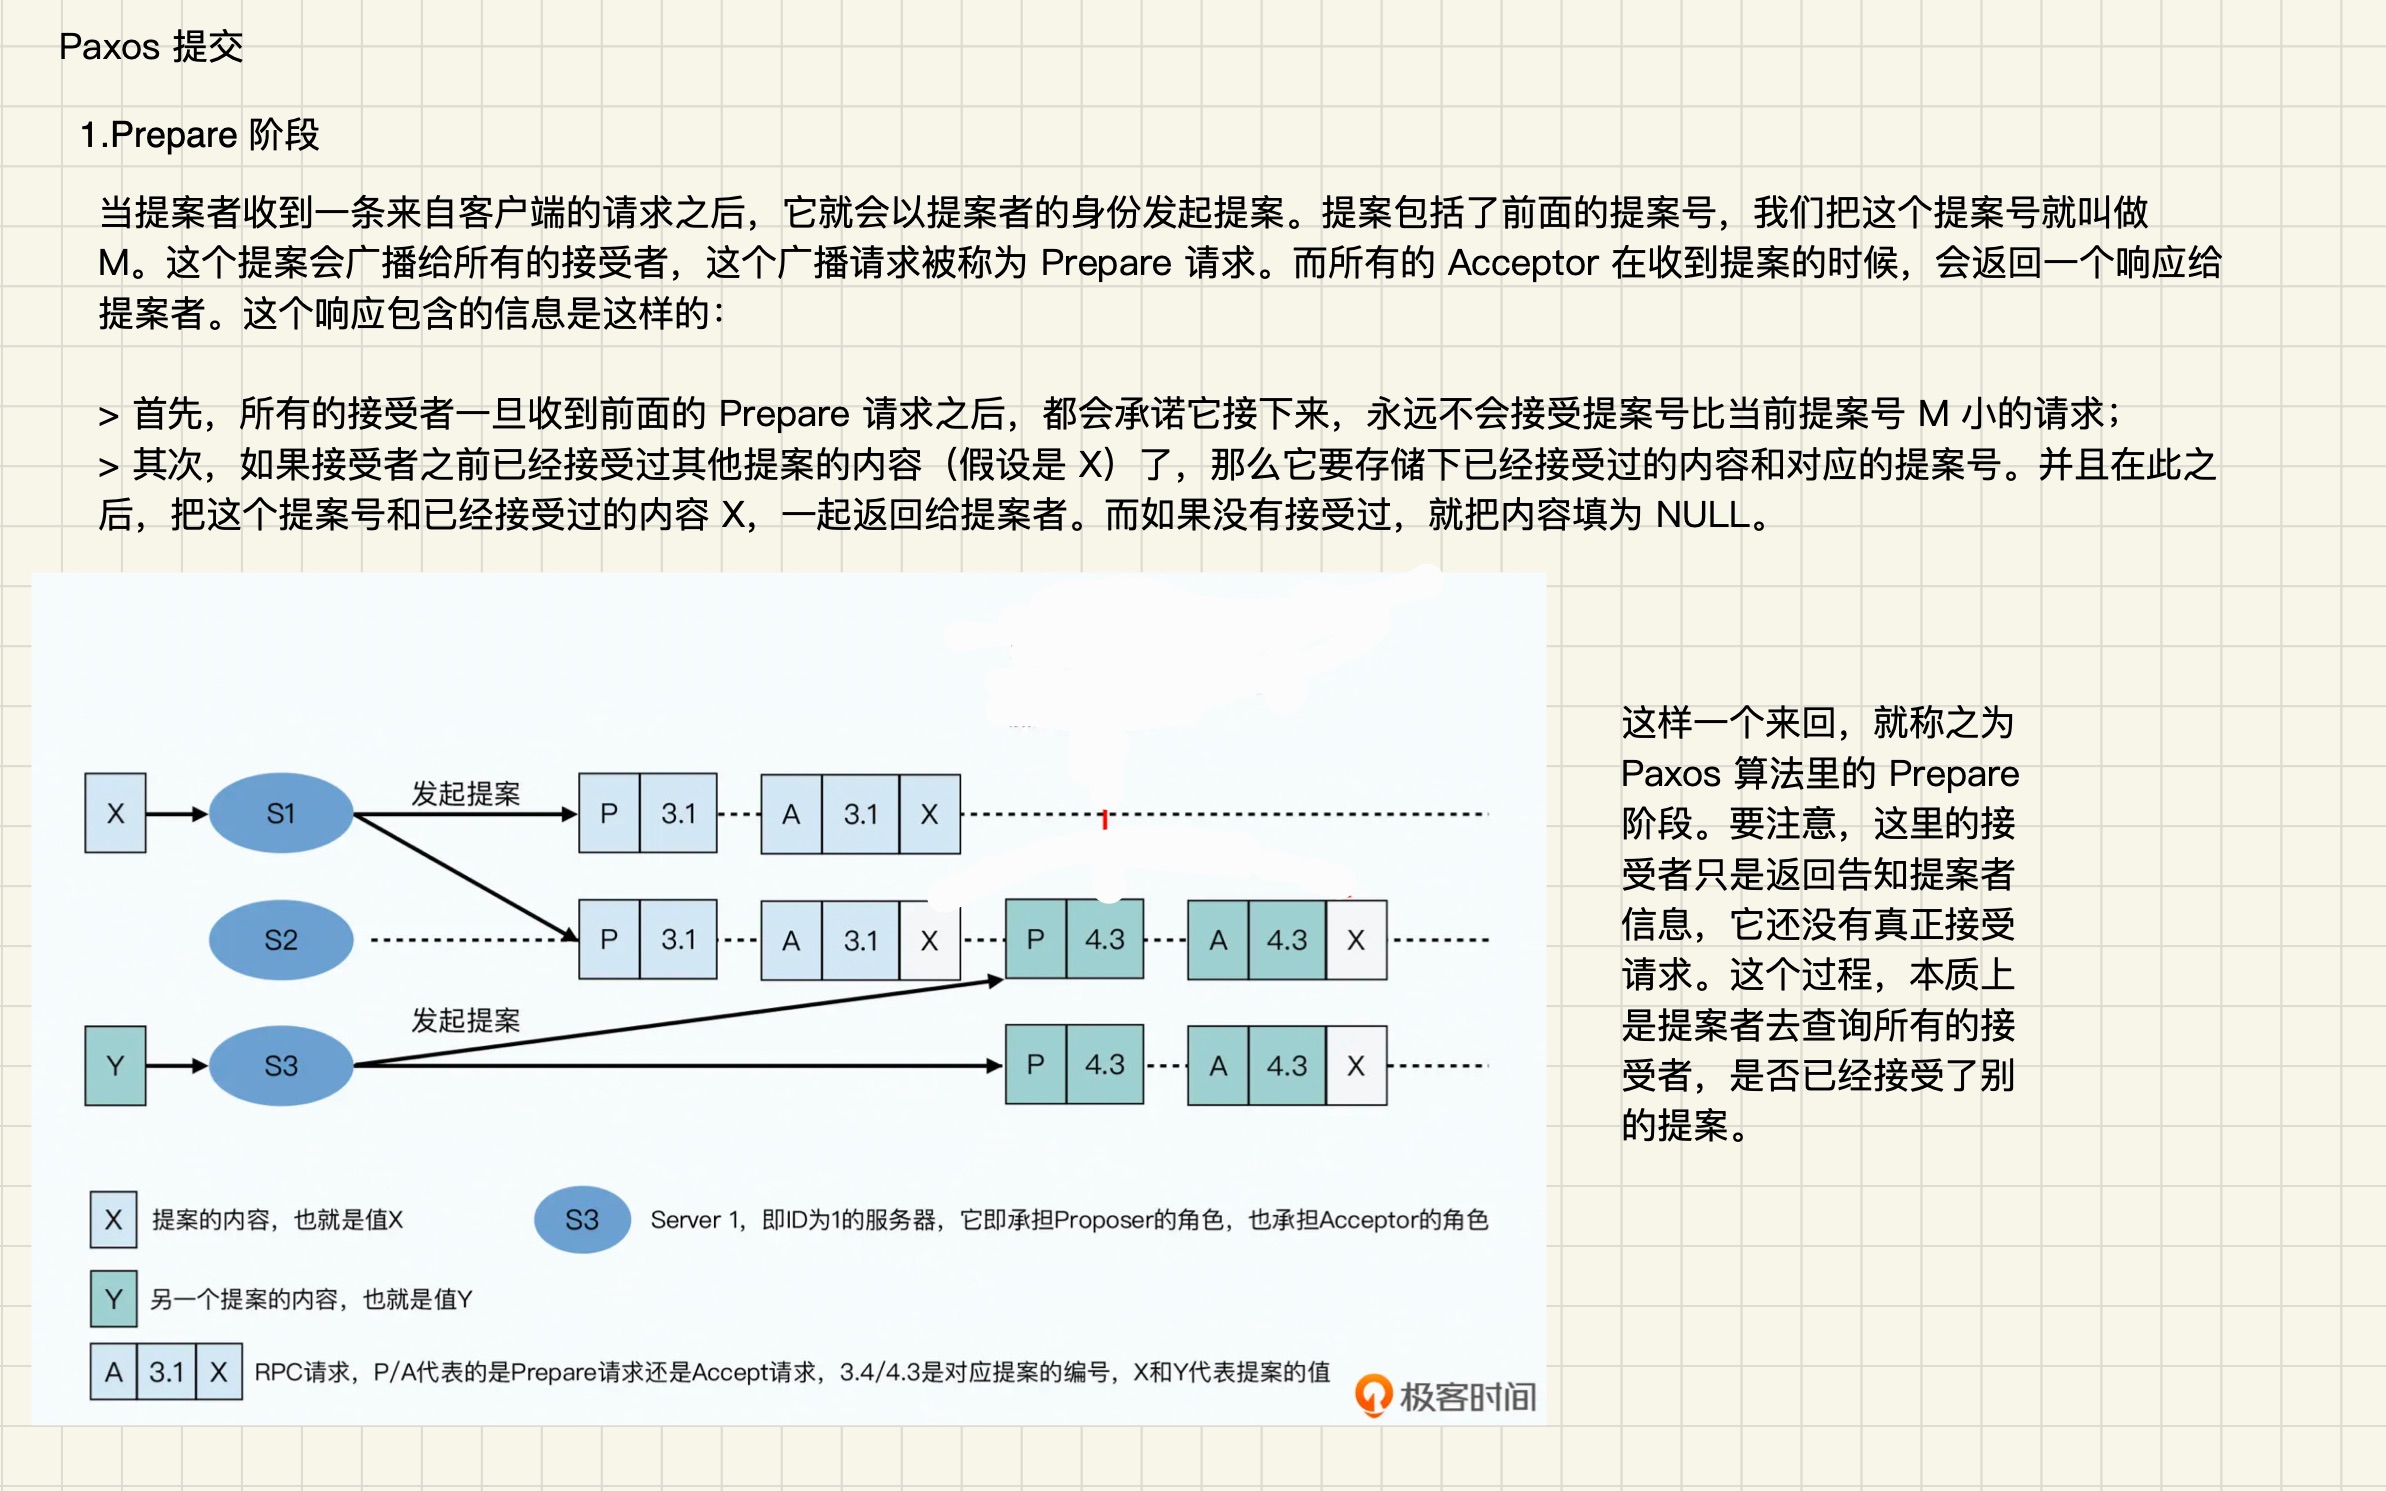 Paxos 提交
1.Prepare 阶段
当提案者收到一条来自客户端的请求之后，它就会以提案者的身份发起提案。提案包括了前面的提案号，我们把这个提案号就叫做
M。这个提案会广播给所有的接受者，这个广播请求被称为 Prepare 请求。而所有的 Acceptor 在收到提案的时候，会返回一个响应给
提案者。这个响应包含的信息是这样的：
> 首先，所有的接受者一旦收到前面的 Prepare 请求之后，都会承诺它接下来，永远不会接受提案号比当前提案号 M 小的请求；
> 其次，如果接受者之前已经接受过其他提案的内容（假设是 X）了，那么它要存储下已经接受过的内容和对应的提案号。并且在此之
后，把这个提案号和已经接受过的内容 X，一起返回给提案者。而如果没有接受过，就把内容填为 NULL。
X S1 发起提案 P 3.1 A 3.1 X
S2 P 3.1 A 3.1 X P 4.3 A 4.3 X
发起提案
Y S3 P 4.3 A 4.3 X
X 提案的内容，也就是值X
S3 Server 1，即ID为1的服务器，它即承担Proposer的角色，也承担Acceptor的角色
Y 另一个提案的内容，也就是值Y
A 3.1 X RPC请求，P/A代表的是Prepare请求还是Accept请求，3.4/4.3是对应提案的编号，X和Y代表提案的值
极客时间
这样一个来回，就称之为
Paxos 算法里的 Prepare
阶段。要注意，这里的接
受者只是返回告知提案者
信息，它还没有真正接受
请求。这个过程，本质上
是提案者去查询所有的接
受者，是否已经接受了别
的提案。